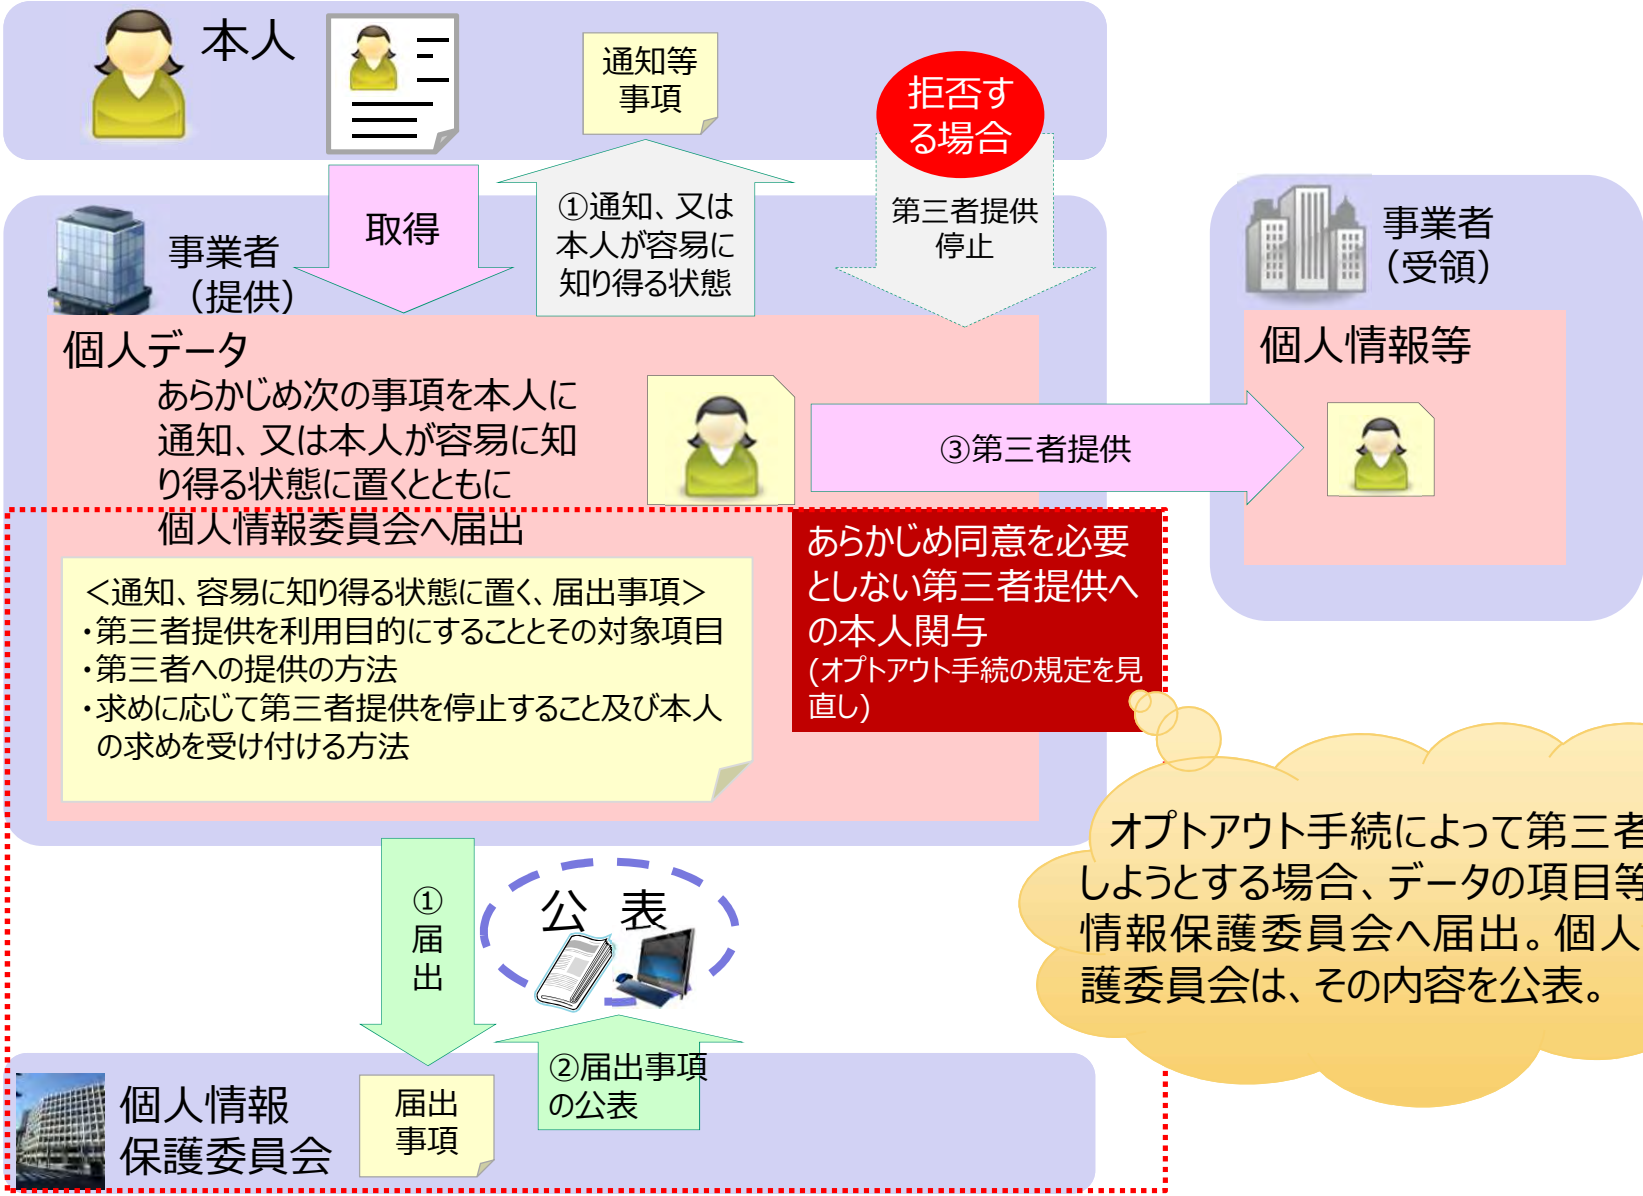 本人
通知等
事項
拒否す
る場合
取得
①通知、又は
本人が容易に
知り得る状態
第三者提供
停止
事業者
（提供）
事業者
（受領）
個人データ
あらかじめ次の事項を本人に
通知、又は本人が容易に知
り得る状態に置くとともに
個人情報委員会へ届出
③第三者提供
個人情報等
＜通知、容易に知り得る状態に置く、届出事項＞
・第三者提供を利用目的にすることとその対象項目
・第三者への提供の方法
・求めに応じて第三者提供を停止すること及び本人
の求めを受け付ける方法
あらかじめ同意を必要
としない第三者提供へ
の本人関与
(オプトアウト手続の規定を見
直し)
オプトアウト手続によって第三者
しようとする場合、データの項目等
情報保護委員会へ届出。個人
護委員会は、その内容を公表。
①
届
出
公 表
②届出事項
の公表
個人情報
保護委員会
届出
事項